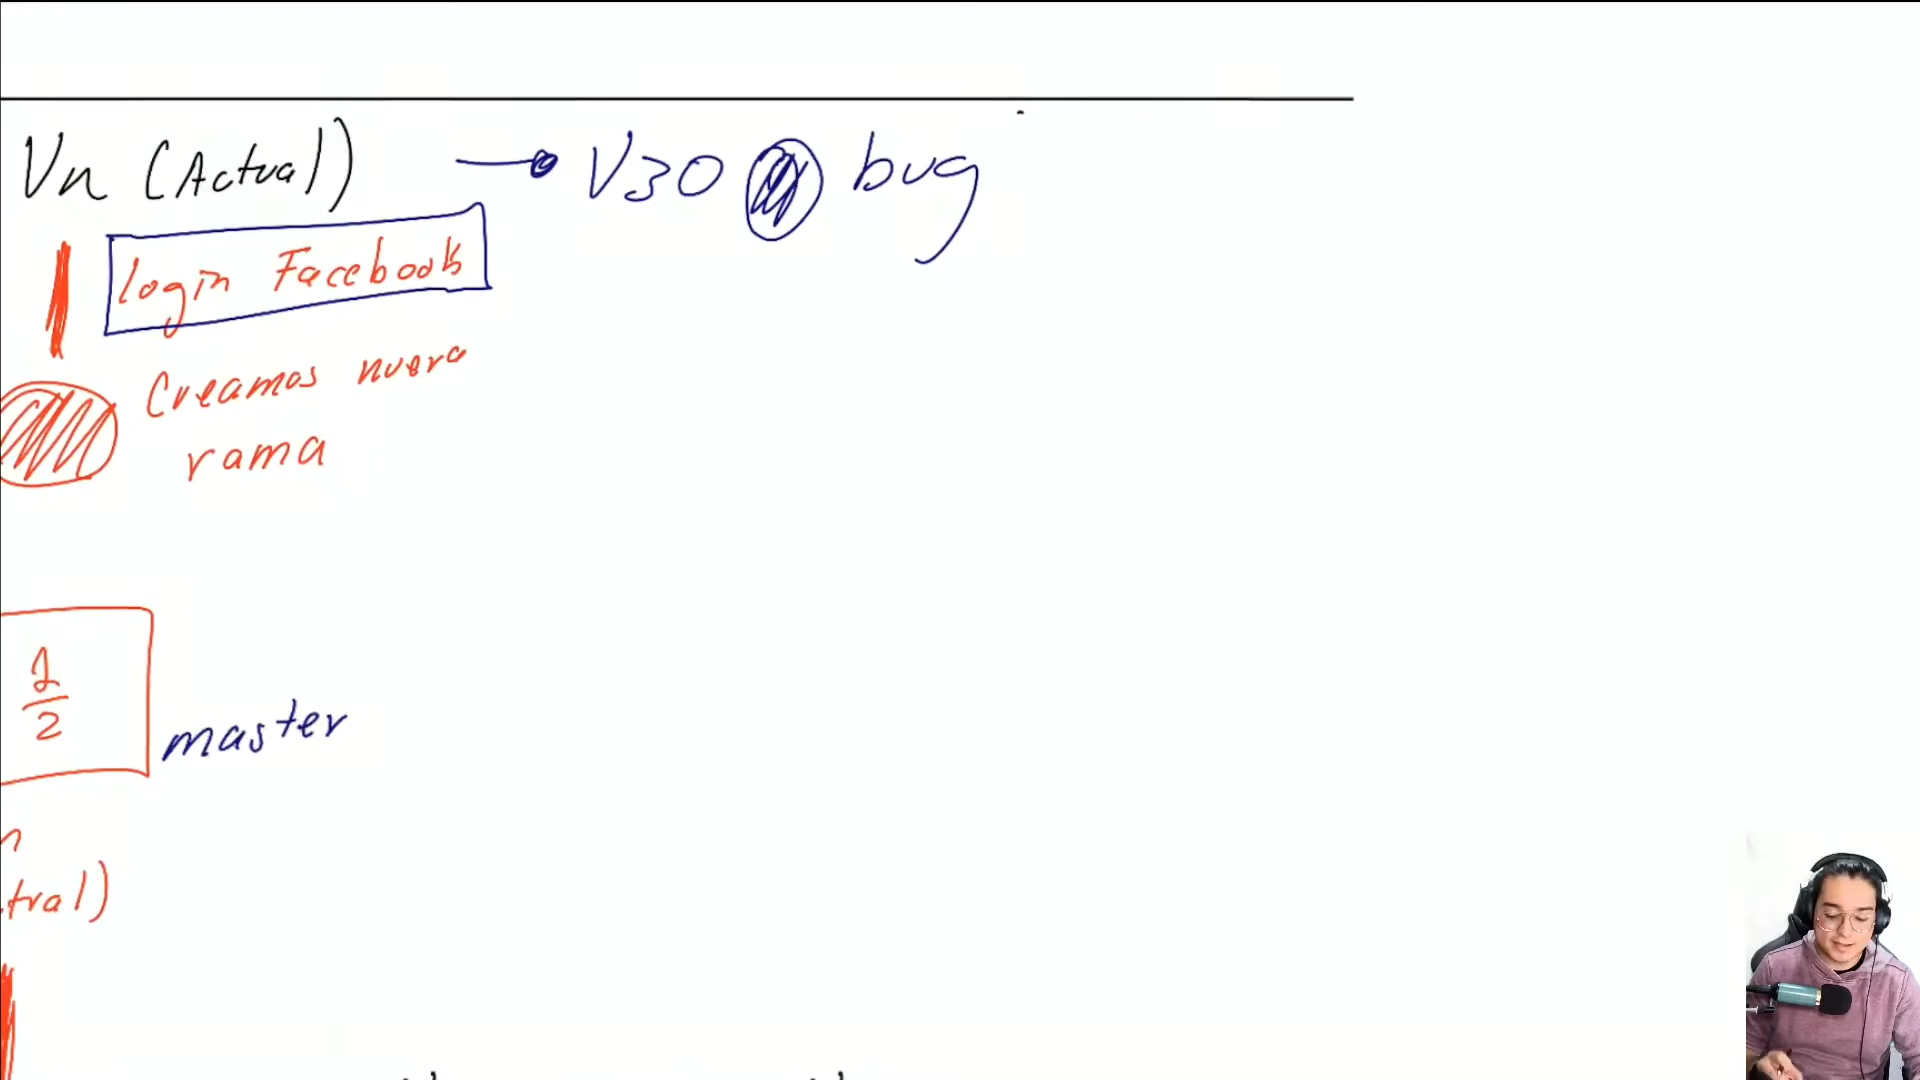 Vn (Actual) V30 bug
login Facebook
Creamos nueva
rama
1
2
master
n
tral)